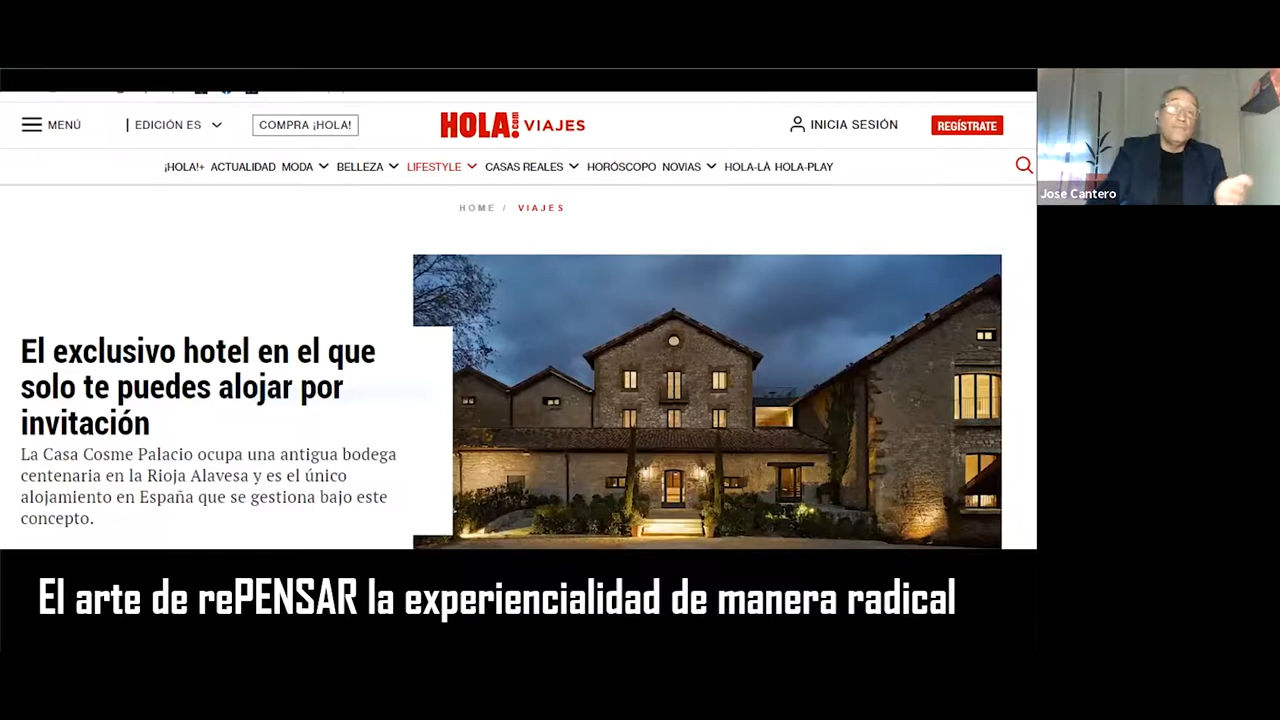 MENÚ
EDICIÓN ES
COMPRA ¡HOLA!
HOLA!.com VIAJES
INICIA SESIÓN
REGÍSTRATE
¡HOLA!+ ACTUALIDAD MODA BELLEZA LIFESTYLE CASAS REALES HORÓSCOPO NOVIAS HOLA-LÀ HOLA-PLAY
HOME / VIAJES
Jose Cantero
El exclusivo hotel en el que
solo te puedes alojar por
invitación
La Casa Cosme Palacio ocupa una antigua bodega
centenaria en la Rioja Alavesa y es el único
alojamiento en España que se gestiona bajo este
concepto.
El arte de rePENSAR la experiencialidad de manera radical